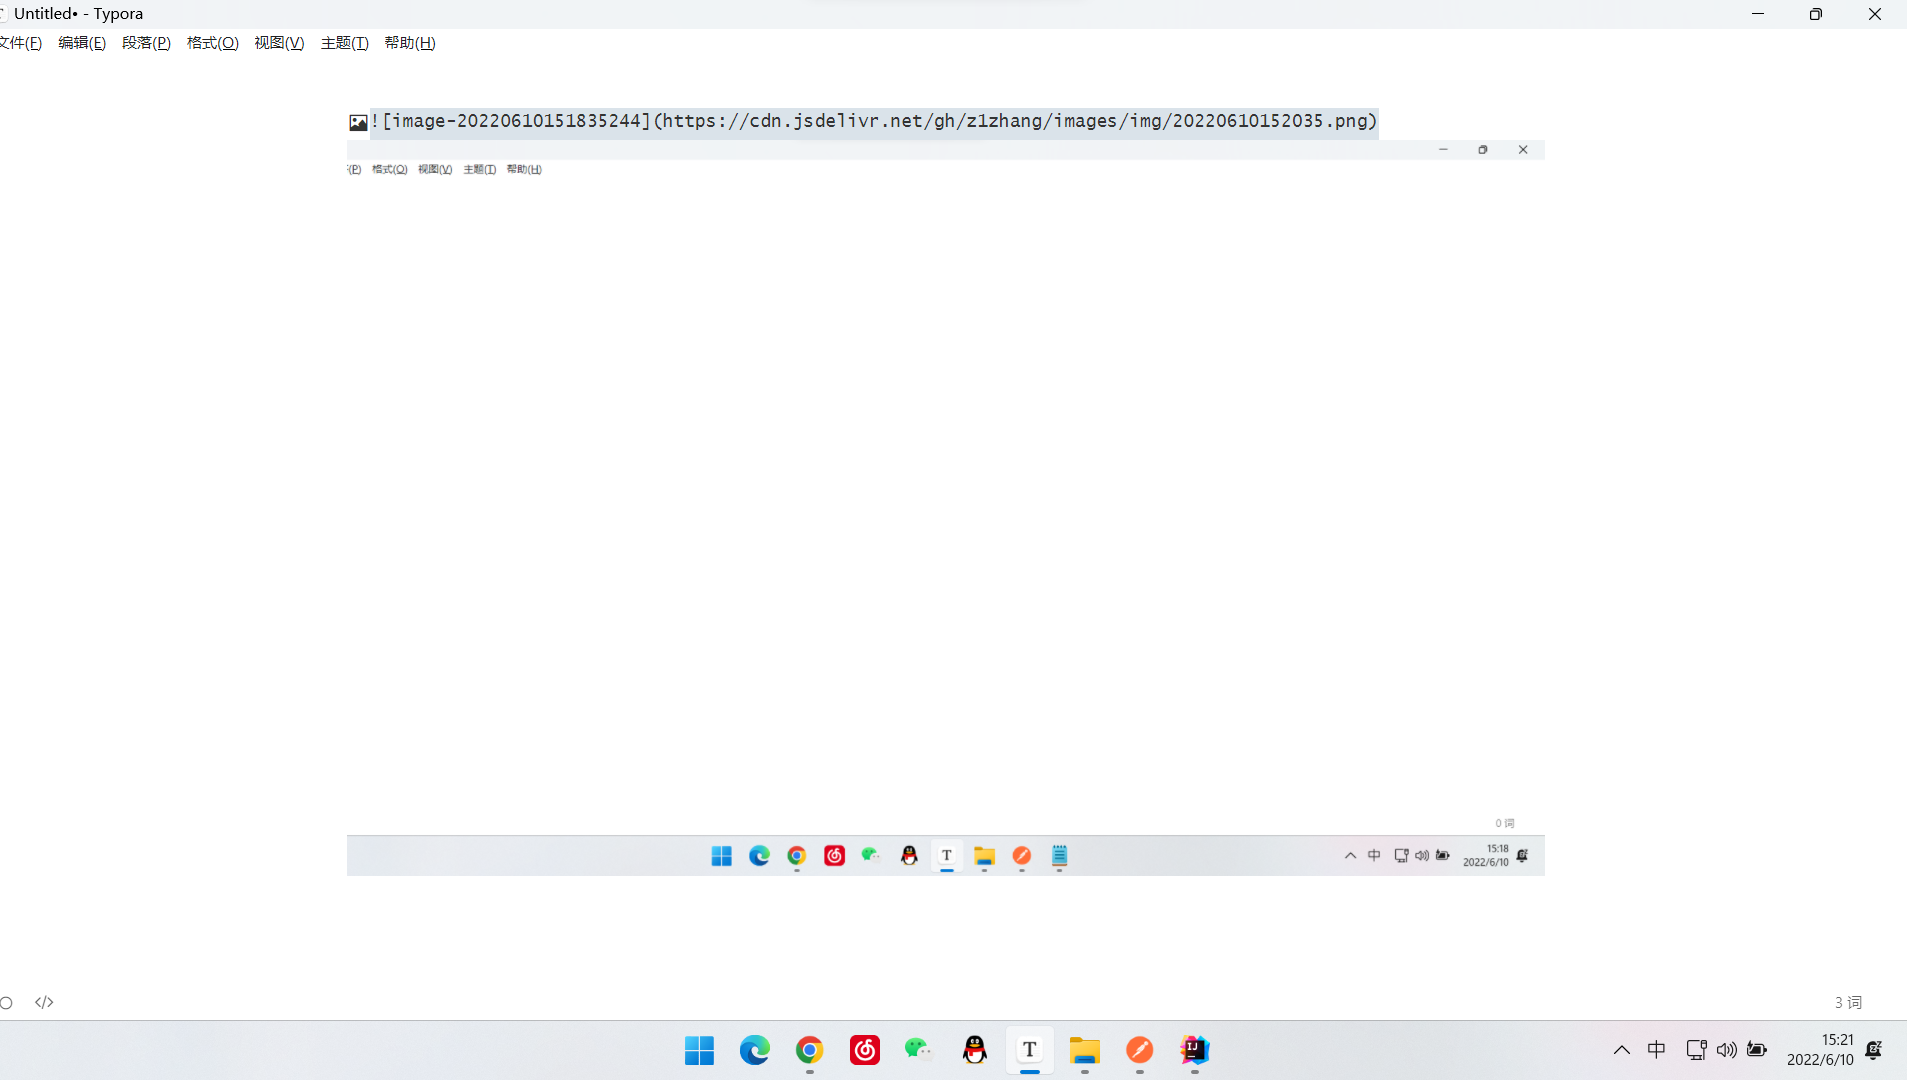 Untitled• - Typora
文件(F) 编辑(E) 段落(P) 格式(O) 视图(V) 主题(T) 帮助(H)
![image-20220610151835244](https://cdn.jsdelivr.net/gh/z1zhang/images/img/20220610152035.png)
(P) 格式(O) 视图(V) 主题(T) 帮助(H)
0 词
T
IJ
中
15:18
2022/6/10
</>
3 词
T
IJ
中
15:21
2022/6/10